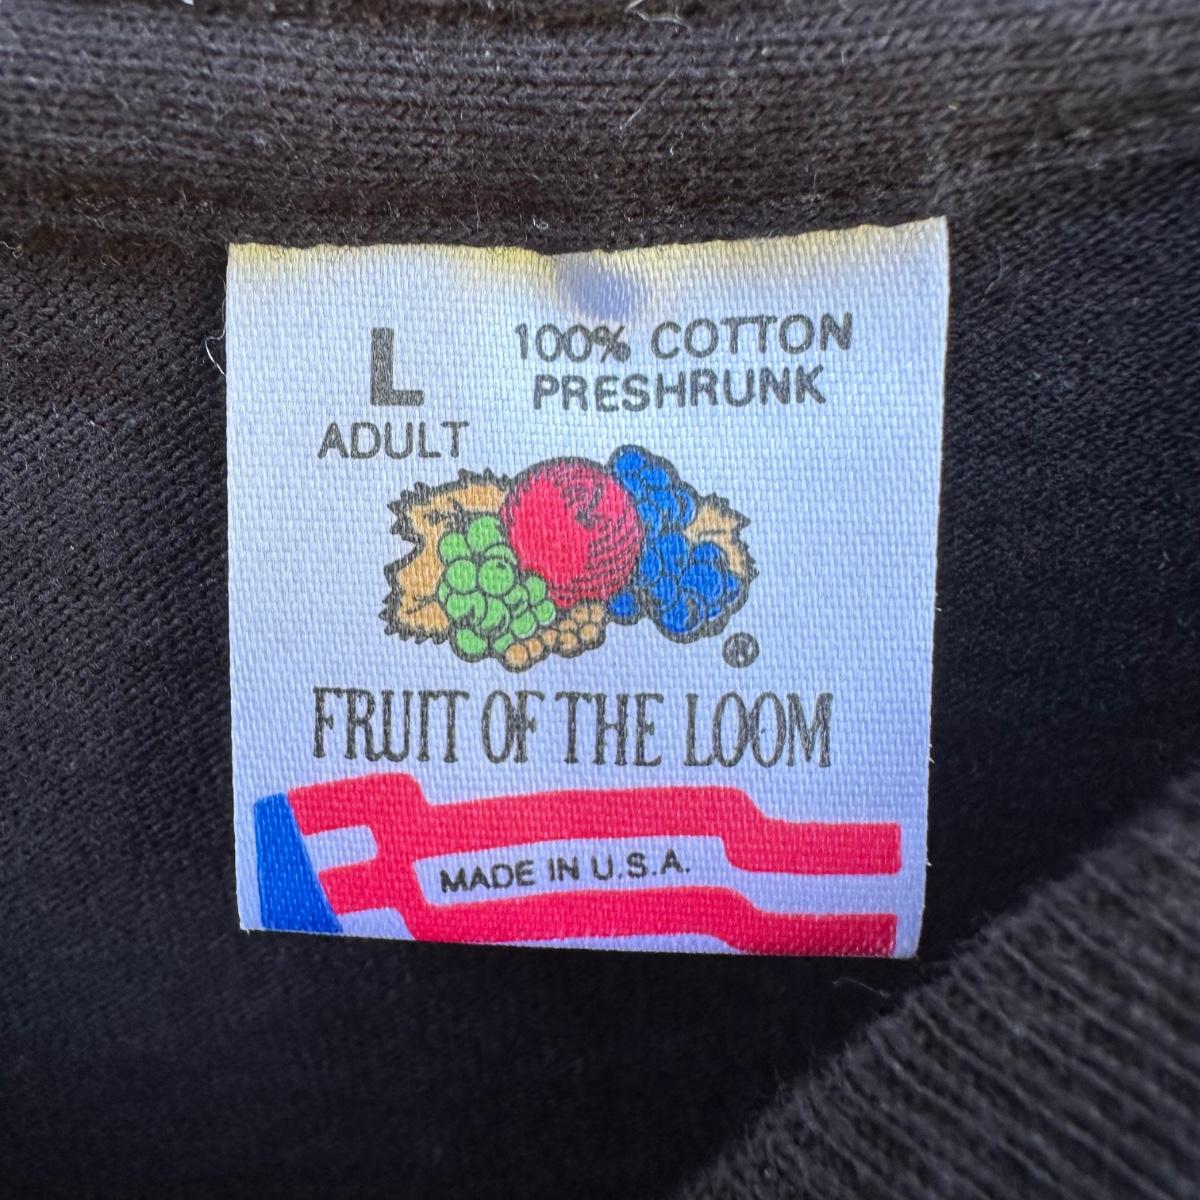 L
ADULT
100% COTTON
PRESHRUNK
®
FRUIT OF THE LOOM
MADE IN U.S.A.